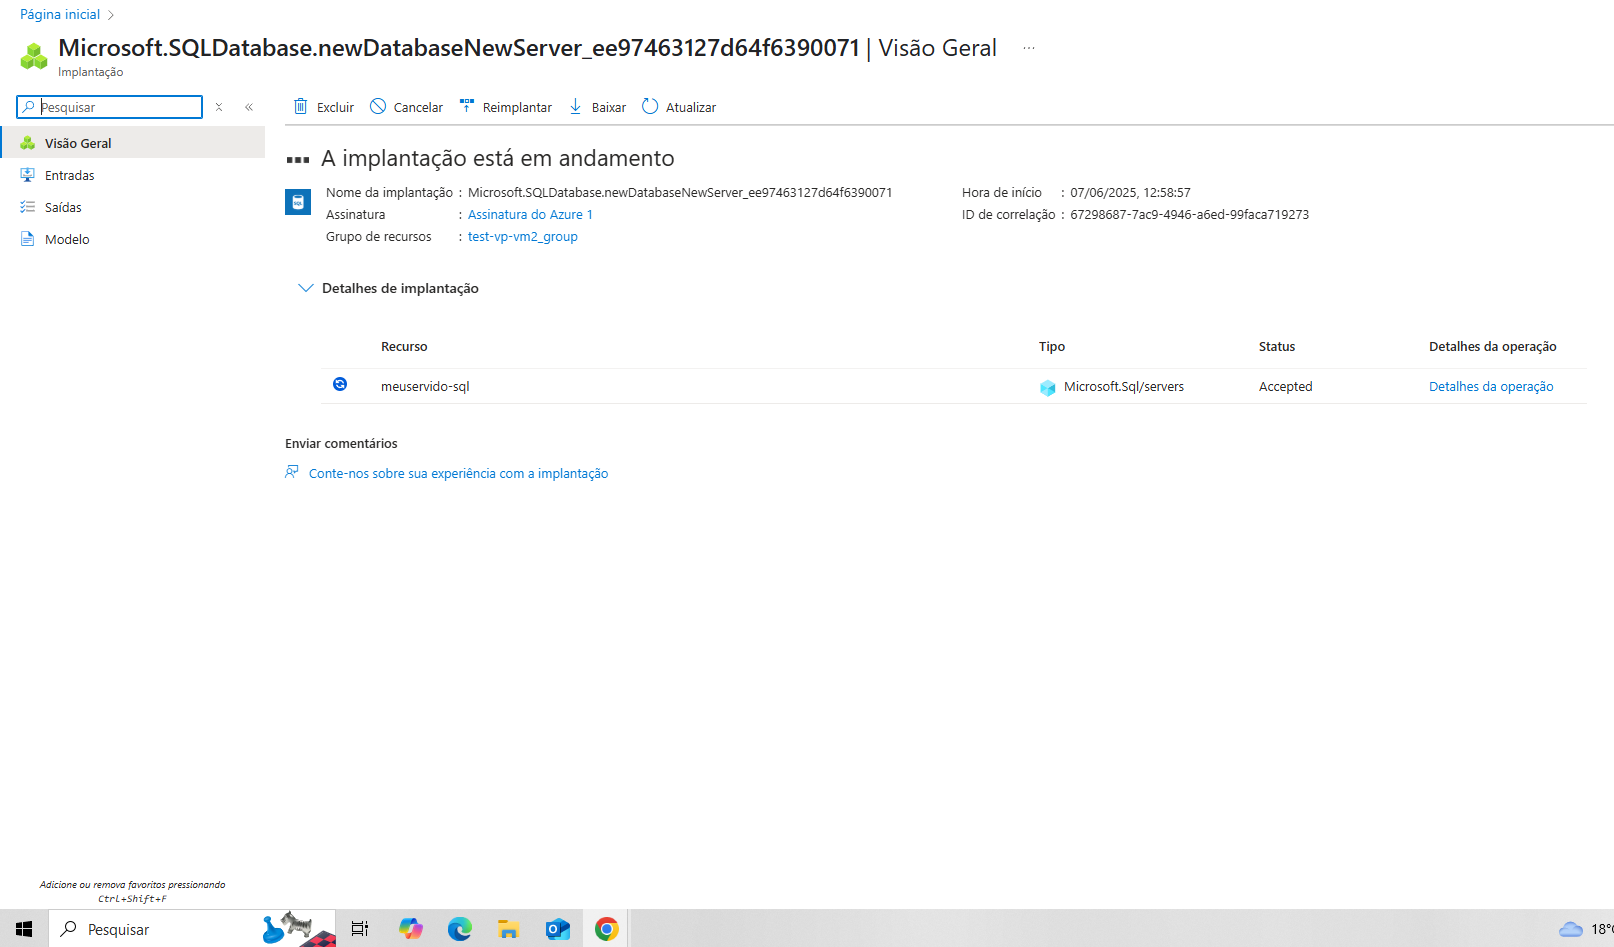 Página inicial
Microsoft.SQLDatabase.newDatabaseNewServer_ee97463127d64f6390071 | Visão Geral ...
Implantação
Pesquisar
Excluir Cancelar Reimplantar Baixar Atualizar
Visão Geral
Entradas
Saídas
Modelo
A implantação está em andamento
Nome da implantação : Microsoft.SQLDatabase.newDatabaseNewServer_ee97463127d64f6390071
Assinatura : Assinatura do Azure 1
Grupo de recursos : test-vp-vm2_group
Hora de início : 07/06/2025, 12:58:57
ID de correlação : 67298687-7ac9-4946-a6ed-99faca719273
Detalhes de implantação
Recurso Tipo Status Detalhes da operação
meuservido-sql Microsoft.Sql/servers Accepted Detalhes da operação
Enviar comentários
Conte-nos sobre sua experiência com a implantação
Adicione ou remova favoritos pressionando
Ctrl+Shift+F
Pesquisar
18°